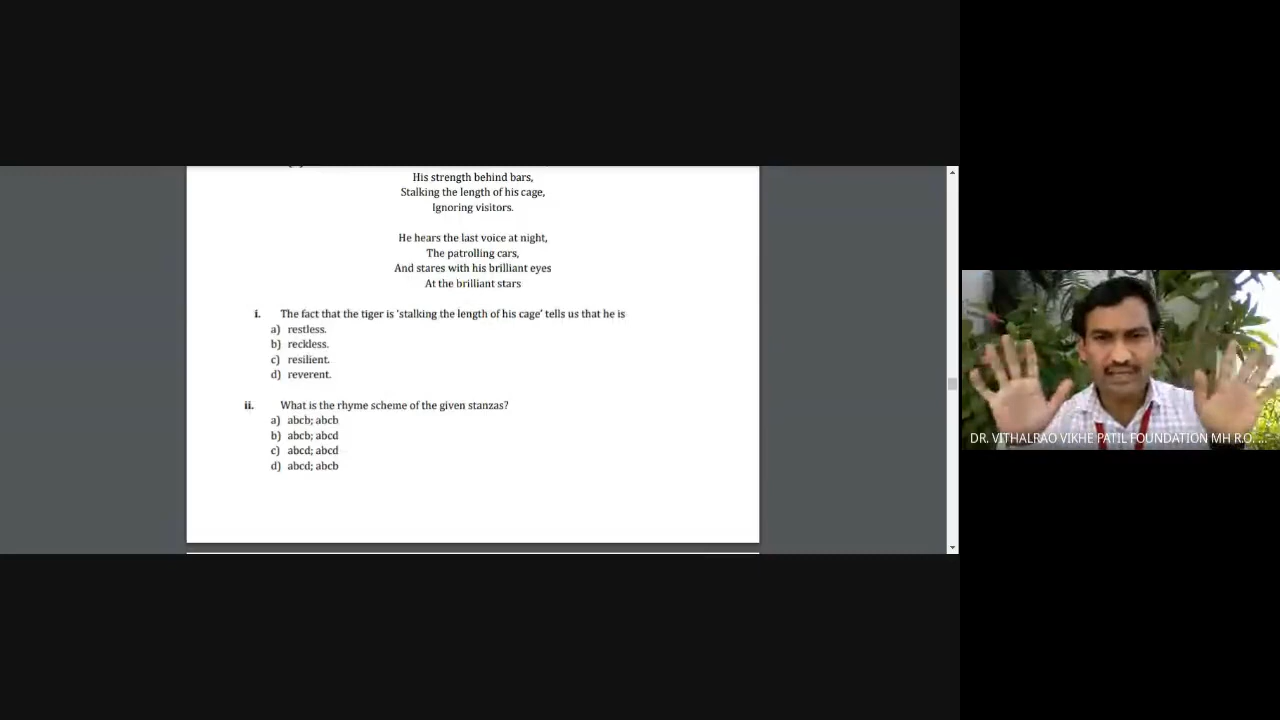 His strength behind bars,
Stalking the length of his cage,
Ignoring visitors.
He hears the last voice at night,
The patrolling cars,
And stares with his brilliant eyes
At the brilliant stars
i. The fact that the tiger is ‘stalking the length of his cage’ tells us that he is
a) restless.
b) reckless.
c) resilient.
d) reverent.
ii. What is the rhyme scheme of the given stanzas?
a) abcb; abcb
b) abcb; abcd
c) abcd; abcd
d) abcd; abcb
DR. VITHALRAO VIKHE PATIL FOUNDATION MH R.O. ...